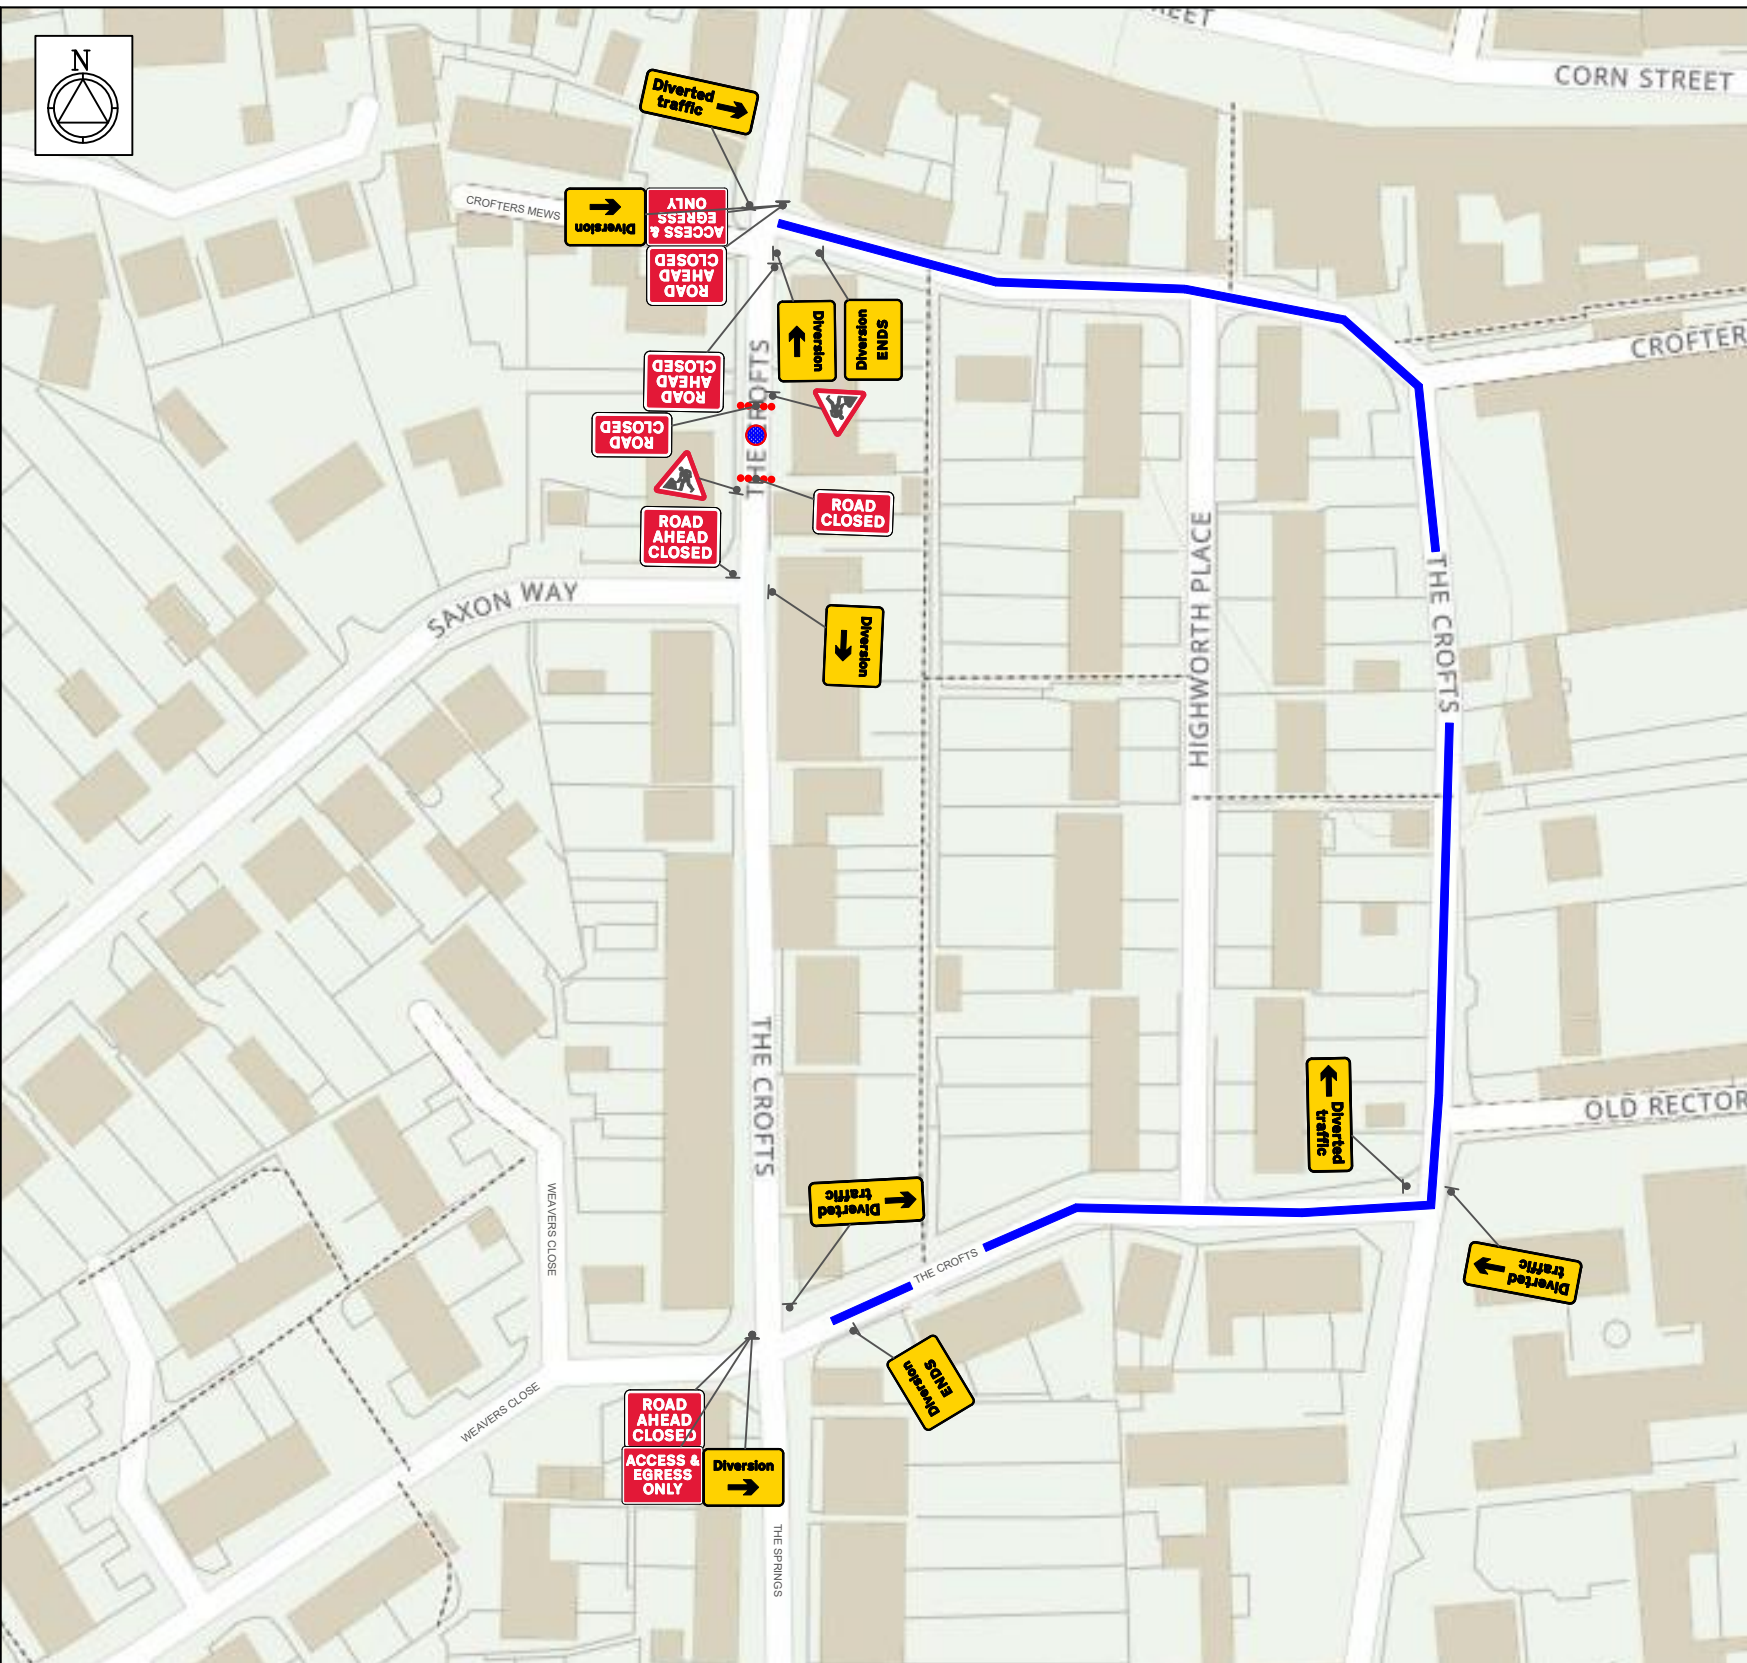 N
CORN STREET
Diverted
traffic
CROFTERS MEWS
Diversion
ACCESS &
EGRESS
ONLY
ROAD
AHEAD
CLOSED
Diversion
Diversion
ENDS
CROFTER
THE CROFTS
ROAD
AHEAD
CLOSED
ROAD
CLOSED
ROAD
CLOSED
ROAD
AHEAD
CLOSED
SAXON WAY
Diversion
HIGHWORTH PLACE
THE CROFTS
THE CROFTS
Diverted
traffic
OLD RECTOR
WEAVERS CLOSE
Diverted
traffic
THE CROFTS
Diverted
traffic
Diversion
ENDS
WEAVERS CLOSE
ROAD
AHEAD
CLOSED
ACCESS &
EGRESS
ONLY
Diversion
THE SPRINGS